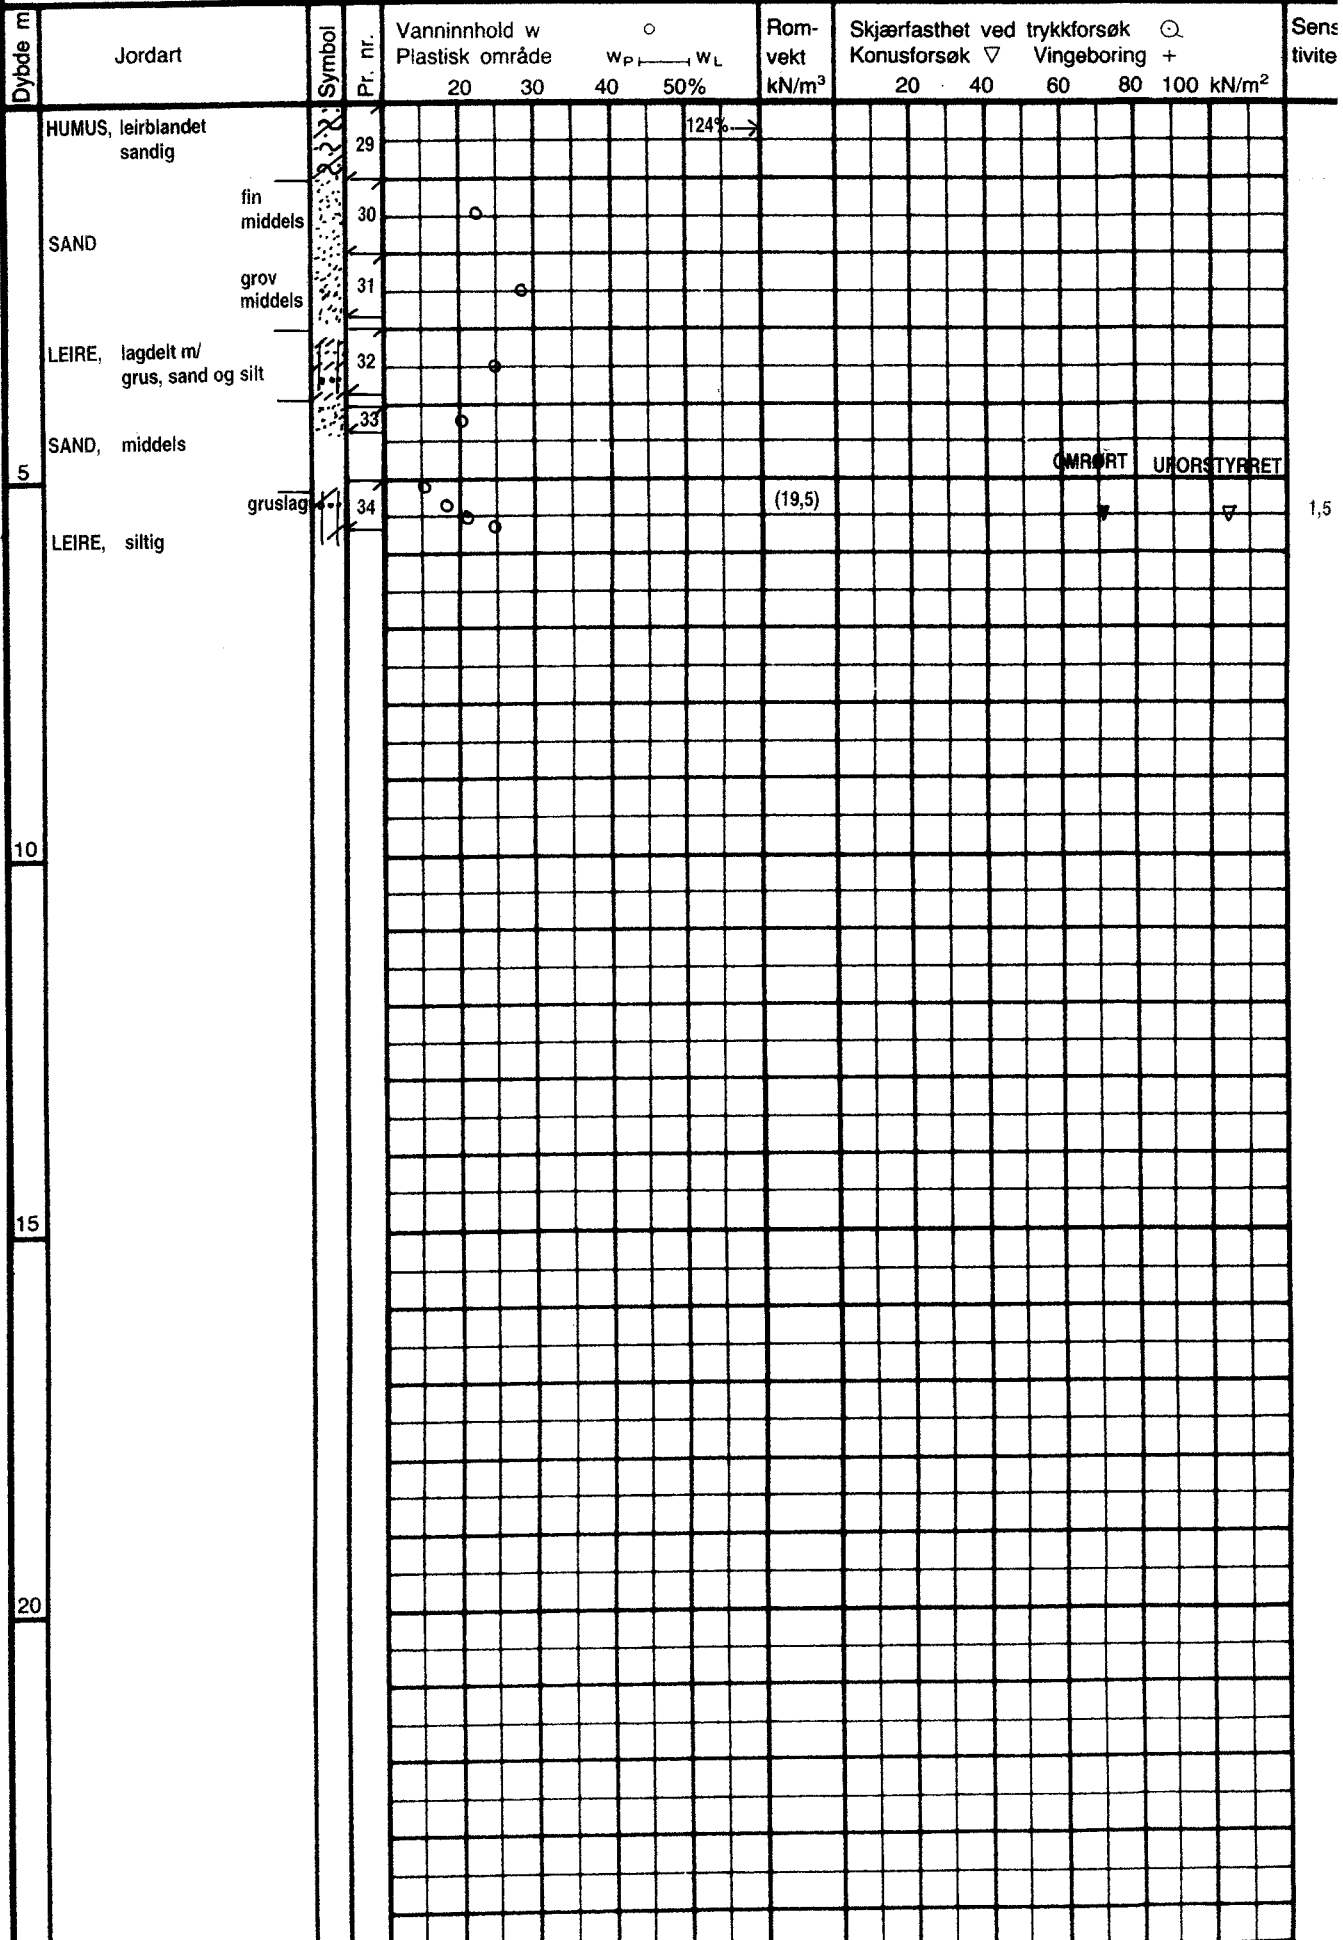 Dybde m
Jordart
Symbol
Pr. nr.
Vanninnhold w
Plastisk område wP wL
20 30 40 50%
Rom-
vekt
kN/m³
Skjærfasthet ved trykkforsøk
Konusforsøk ▽ Vingeboring +
20 40 60 80 100 kN/m²
Sens
tivite
HUMUS, leirblandet
sandig
29
124%
fin
middels
30
SAND
grov
middels
31
LEIRE, lagdelt m/
grus, sand og silt
32
33
SAND, middels
5
OMRØRT UFORSTYRRET
gruslag
34
(19,5)
1,5
LEIRE, siltig
10
15
20